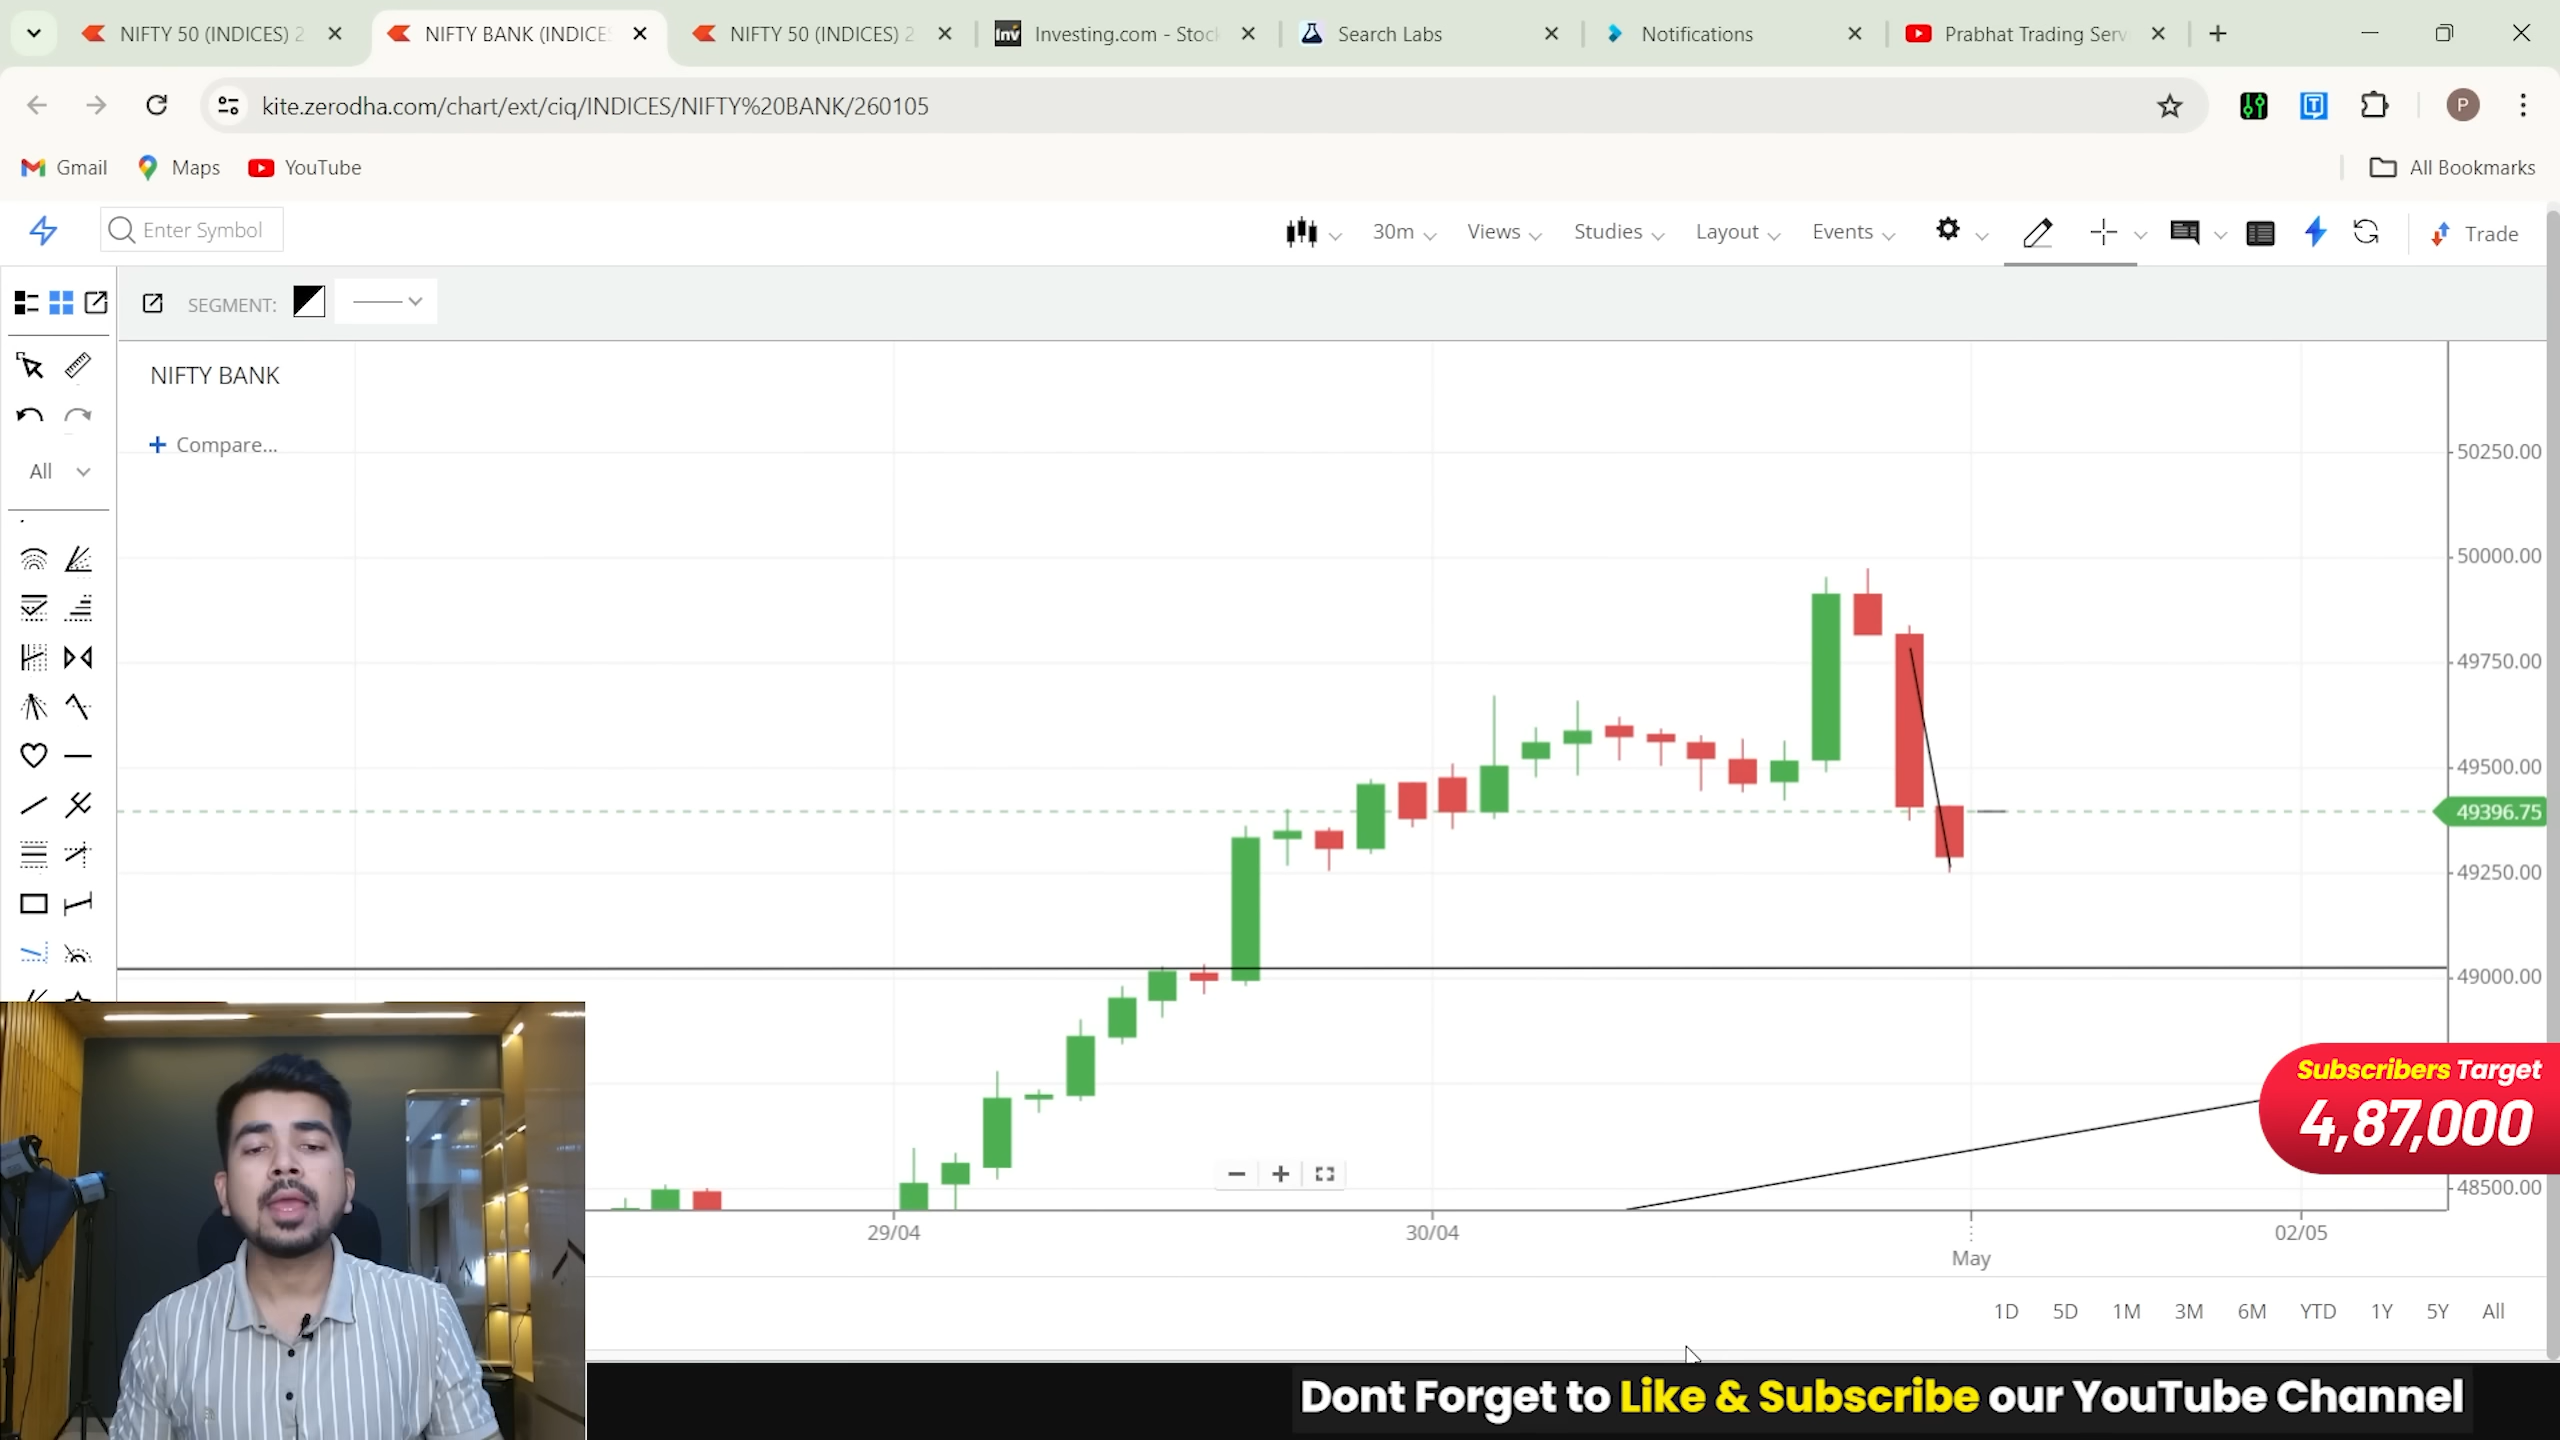 NIFTY 50 (INDICES) 2
NIFTY BANK (INDICES
NIFTY 50 (INDICES) 2
Investing.com - Stock
Search Labs
Notifications
Prabhat Trading Serv
kite.zerodha.com/chart/ext/ciq/INDICES/NIFTY%20BANK/260105
P
Gmail
Maps
YouTube
All Bookmarks
Enter Symbol
30m
Views
Studies
Layout
Events
Trade
SEGMENT:
NIFTY BANK
+ Compare...
All
50250.00
50000.00
49750.00
49500.00
49396.75
49250.00
49000.00
48500.00
Subscribers Target
4,87,000
29/04
30/04
May
02/05
1D
5D
1M
3M
6M
YTD
1Y
5Y
All
Dont Forget to Like & Subscribe our YouTube Channel